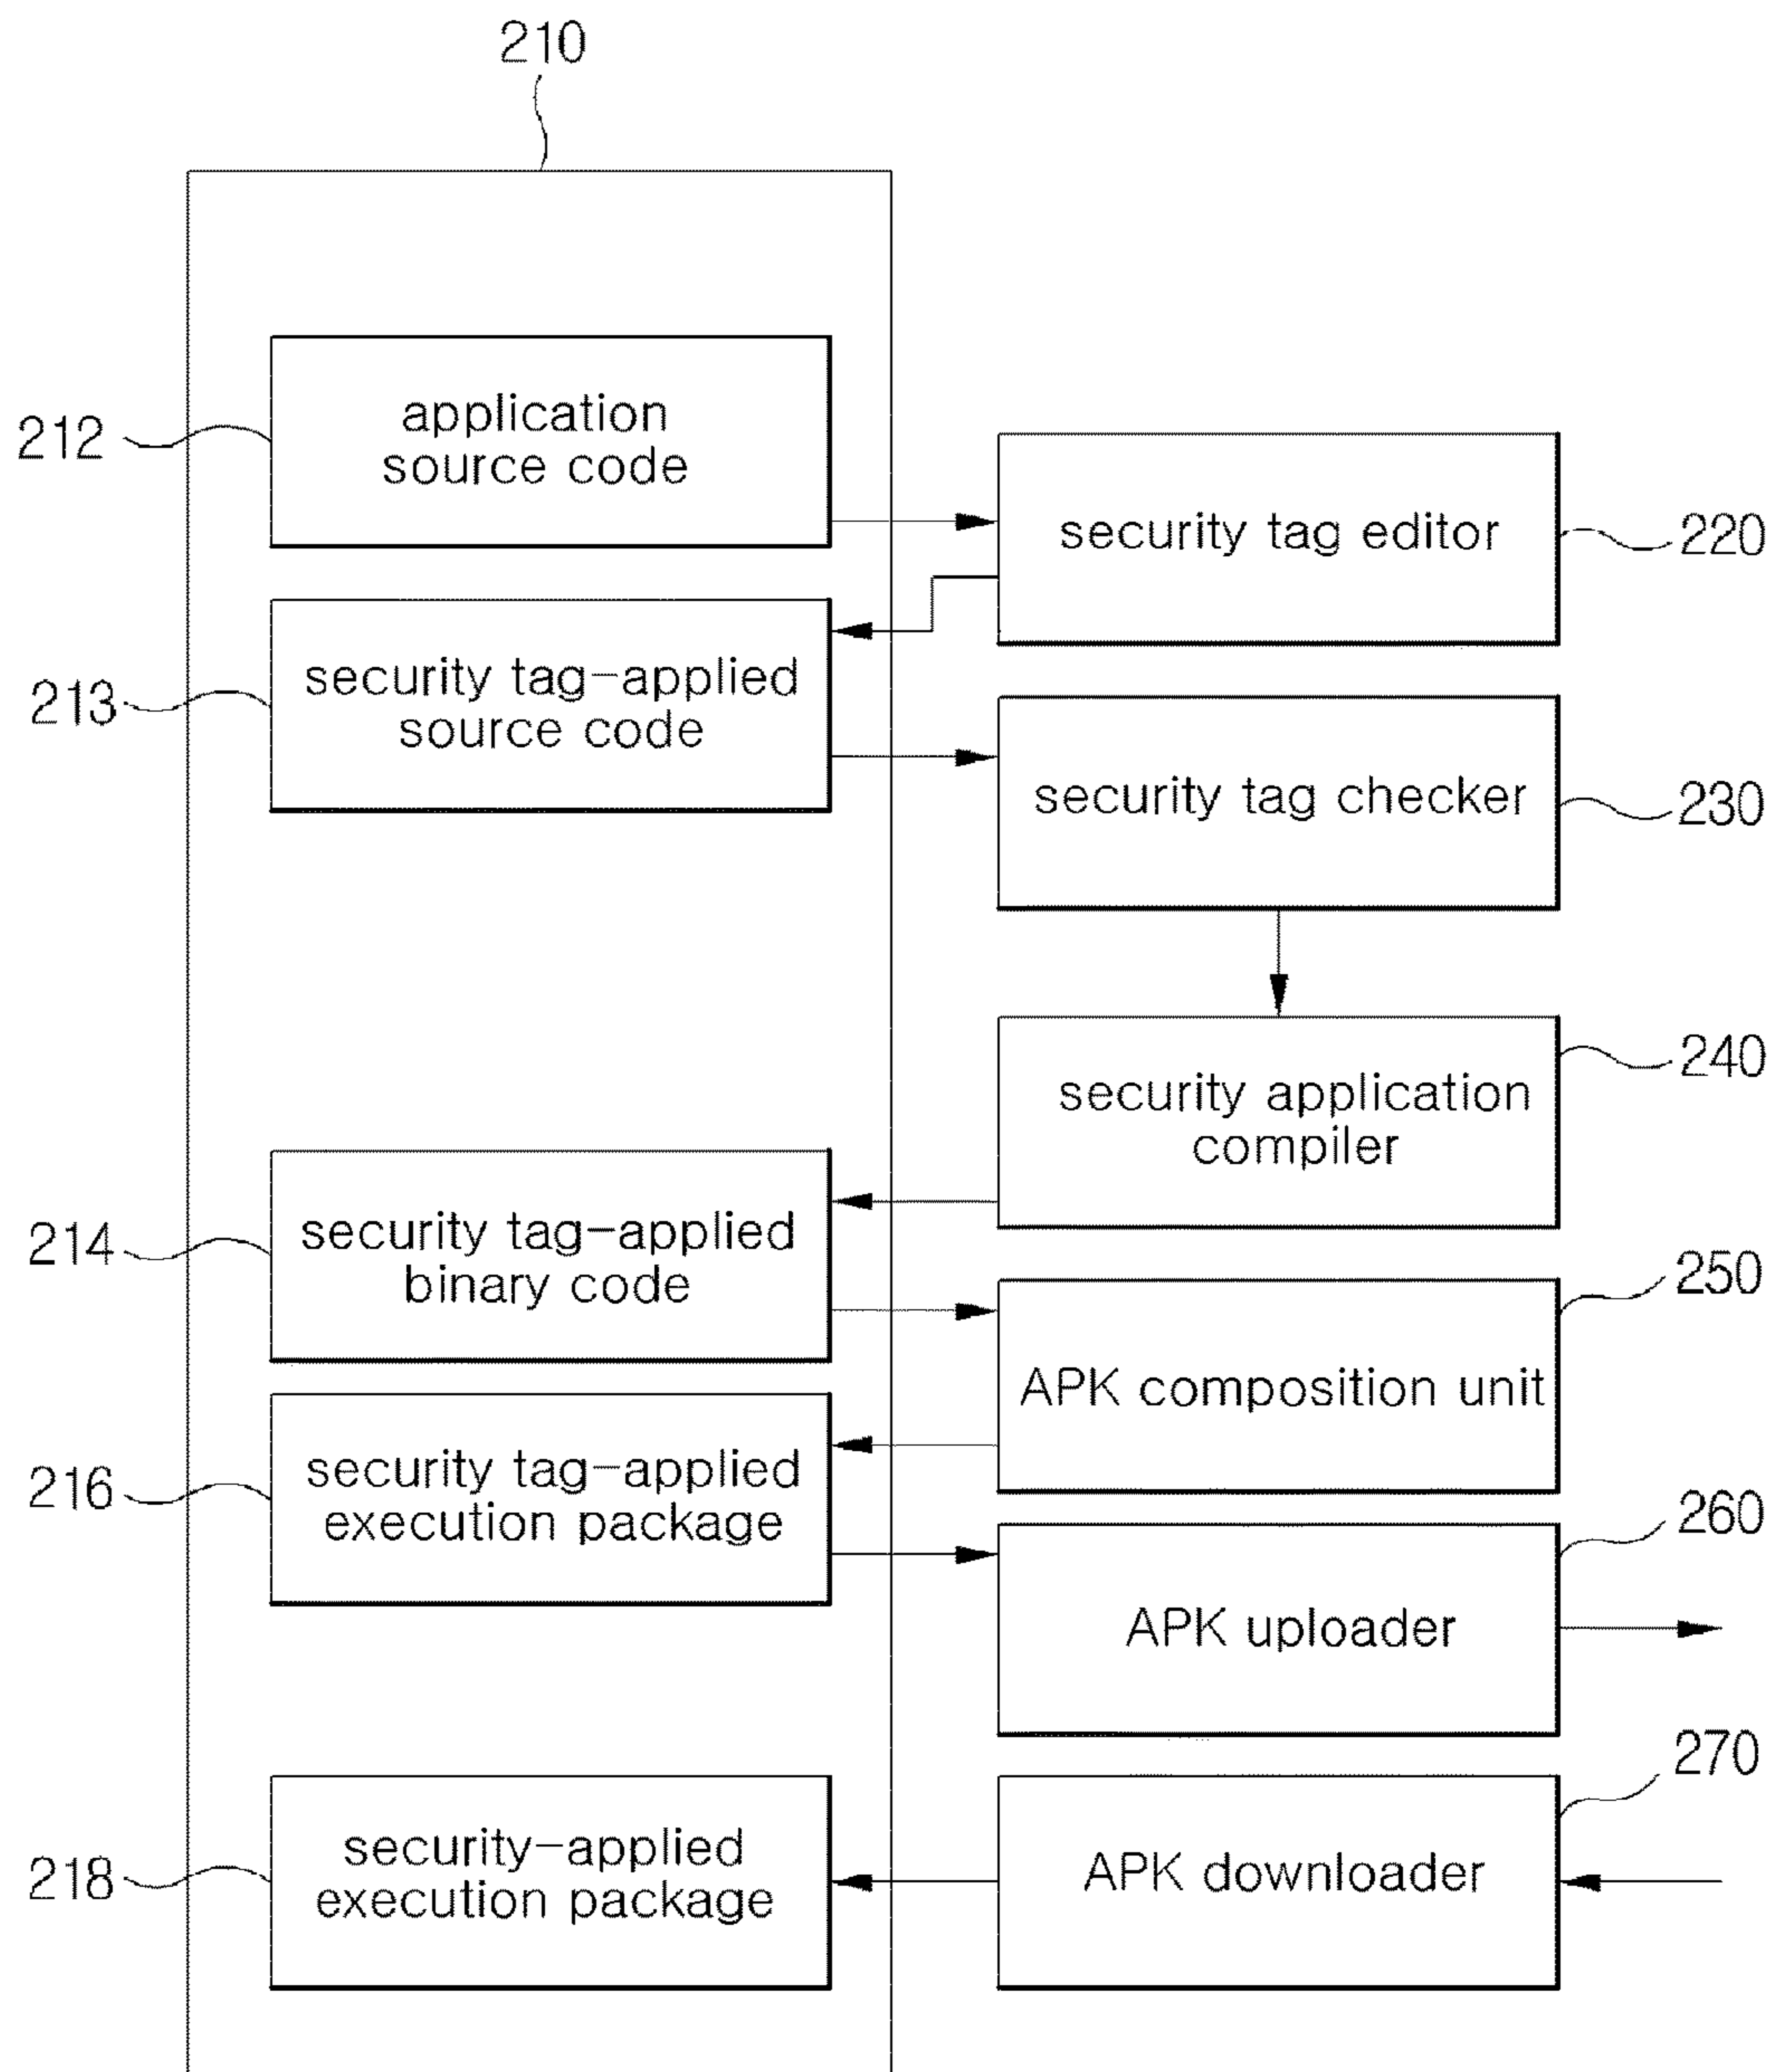 210
212
application
source code
security tag editor
220
213
security tag-applied
source code
security tag checker
230
security application
compiler
240
214
security tag-applied
binary code
250
APK composition unit
216
security tag-applied
execution package
260
APK uploader
270
218
security-applied
execution package
APK downloader